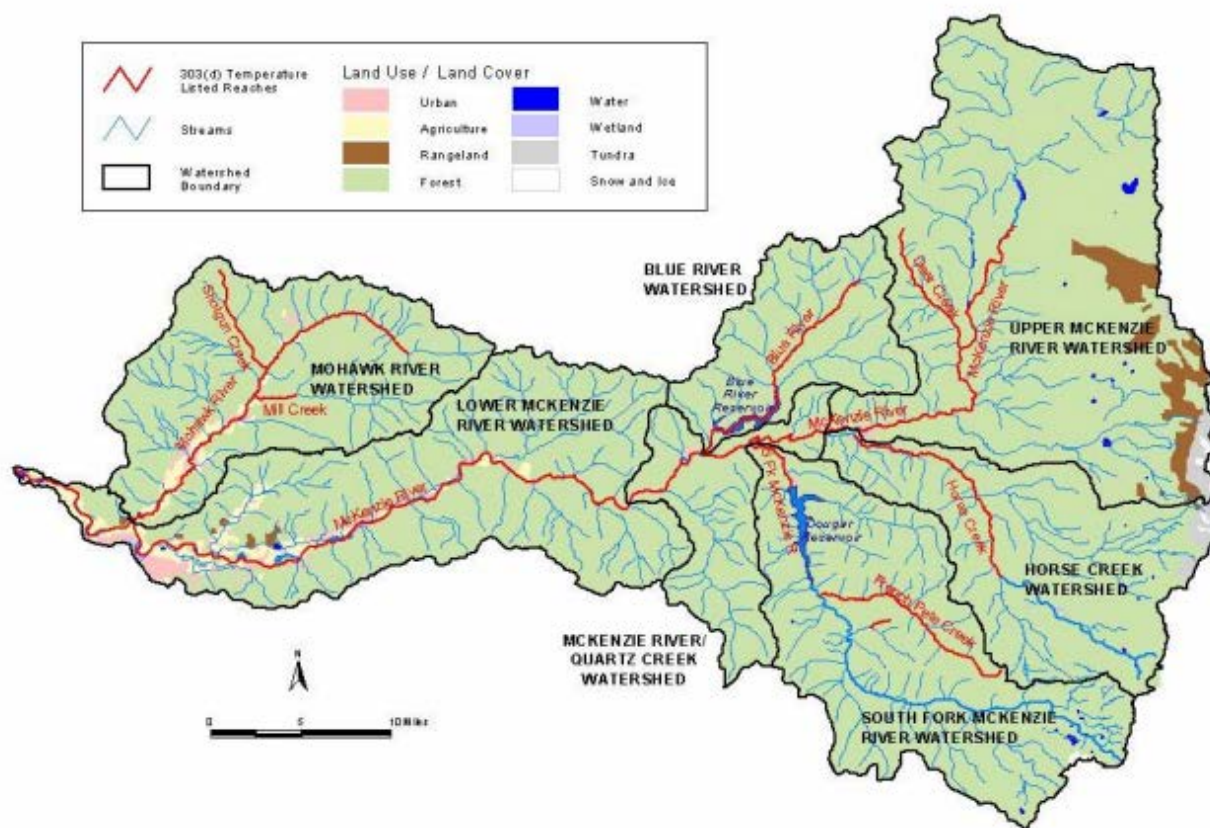 303(d) Temperature
Listed Reaches
Streams
Watershed
Boundary
Land Use / Land Cover
Urban
Agriculture
Rangeland
Forest
Water
Wetland
Tundra
Snow and Ice
BLUE RIVER
WATERSHED
Shotgun Creek
MOHAWK RIVER
WATERSHED
Mohawk River
Mill Creek
LOWER MCKENZIE
RIVER WATERSHED
McKenzie River
Blue River
Blue
River
Reservoir
Deer Creek
McKenzie River
UPPER MCKENZIE
RIVER WATERSHED
McKenzie River
Fk McKenzie R
Cougar
Reservoir
Horse Creek
HORSE CREEK
WATERSHED
French Pete Creek
MCKENZIE RIVER/
QUARTZ CREEK
WATERSHED
SOUTH FORK MCKENZIE
RIVER WATERSHED
N
0 5 10 Miles